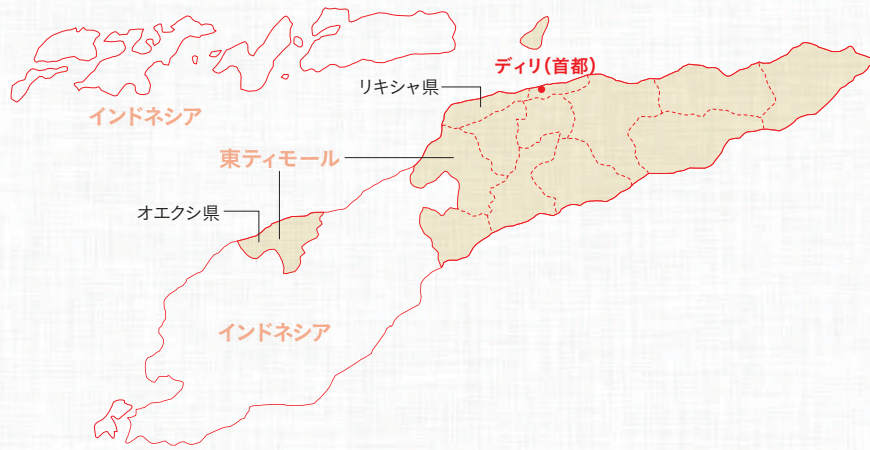 ディリ(首都)
リキシャ県
インドネシア
東ティモール
オエクシ県
インドネシア